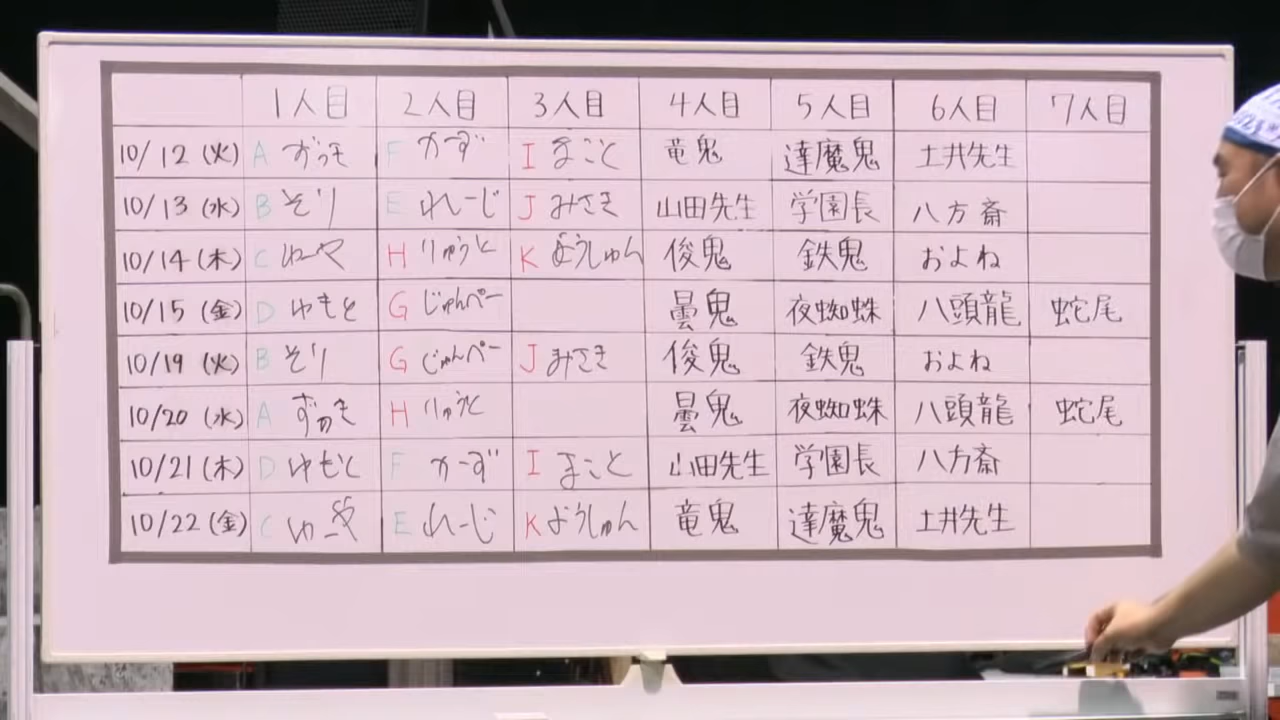 1人目 2人目 3人目 4人目 5人目 6人目 7人目
10/12(火) A ずっき F かーず I まこと 竜鬼 達魔鬼 土井先生
10/13(水) B そり E れーじ J みさき 山田先生 学園長 八方斎
10/14(木) C ゆーや H りゅうと K ようしゅん 俊鬼 鉄鬼 およね
10/15(金) D ゆもと G じゅんぺー 曇鬼 夜蜘蛛 八頭龍 蛇尾
10/19(火) B そり G じゅんぺー J みさき 俊鬼 鉄鬼 およね
10/20(水) A ずっき H りゅうと 曇鬼 夜蜘蛛 八頭龍 蛇尾
10/21(木) D ゆもと F かーず I まこと 山田先生 学園長 八方斎
10/22(金) C ゆーや E れーじ K ようしゅん 竜鬼 達魔鬼 土井先生